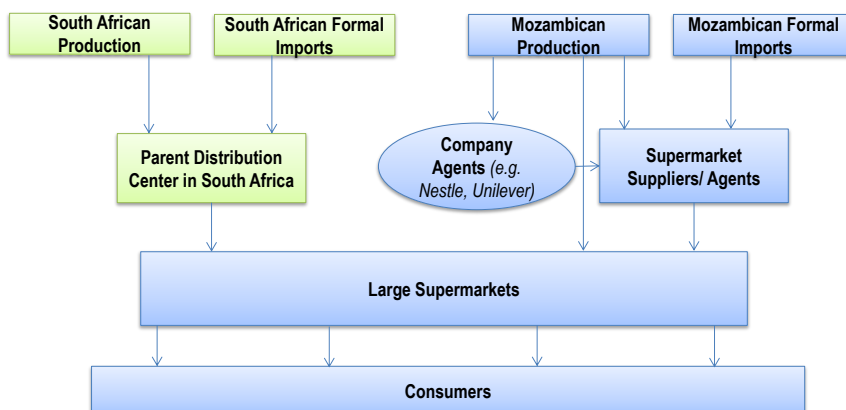 South African
Production
South African Formal
Imports
Mozambican
Production
Mozambican Formal
Imports
Parent Distribution
Center in South Africa
Company
Agents (e.g.
Nestle, Unilever)
Supermarket
Suppliers/ Agents
Large Supermarkets
Consumers